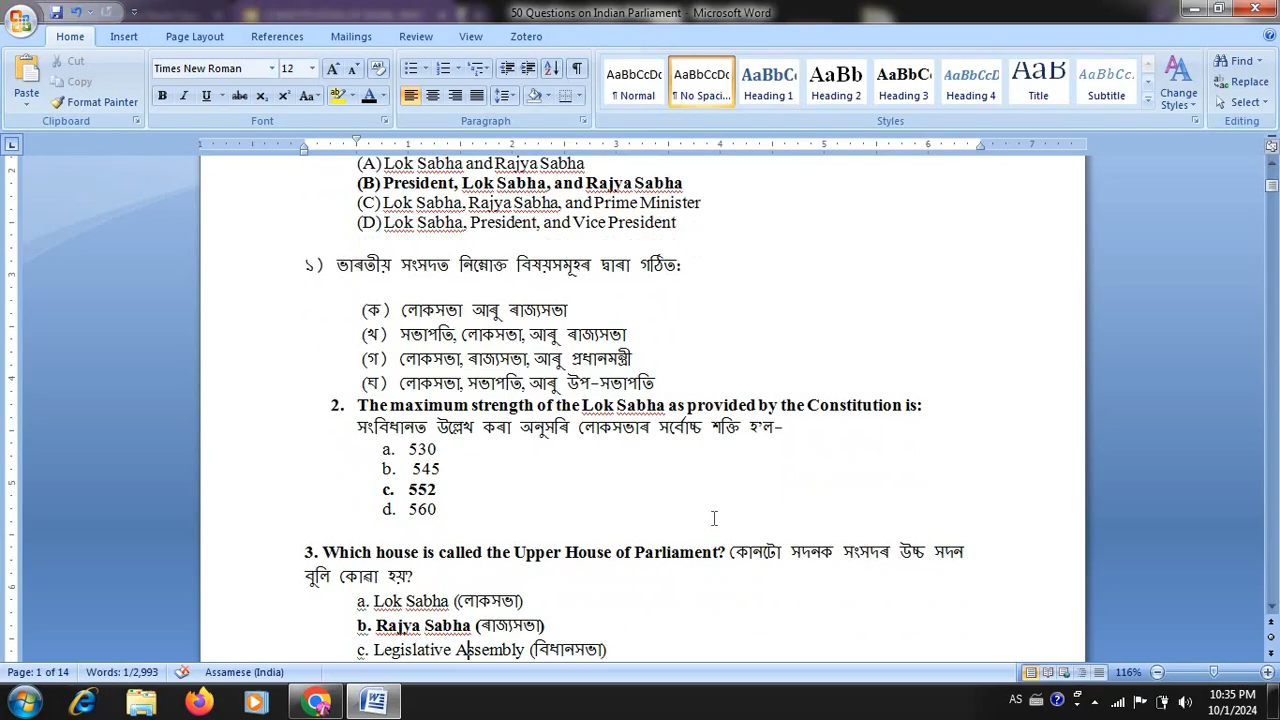 50 Questions on Indian Parliament - Microsoft Word
Home Insert Page Layout References Mailings Review View Zotero
Paste
Cut
Copy
Format Painter
Clipboard
Times New Roman 12
Font
Paragraph
AaBbCcDc AaBbCcDc AaBbC AaBb AaBbC AaBbCc AaBb AaBbCc
¶ Normal ¶ No Spaci... Heading 1 Heading 2 Heading 3 Heading 4 Title Subtitle
Change Styles
Styles
Find
Replace
Select
Editing
1 1 2 3 4 5 6 7
(A) Lok Sabha and Rajya Sabha
(B) President, Lok Sabha, and Rajya Sabha
(C) Lok Sabha, Rajya Sabha, and Prime Minister
(D) Lok Sabha, President, and Vice President
১) ভাৰতীয় সংসদত নিম্নোক্ত বিষয়সমূহৰ দ্বাৰা গঠিত:
(ক) লোকসভা আৰু ৰাজ্যসভা
(খ) সভাপতি, লোকসভা, আৰু ৰাজ্যসভা
(গ) লোকসভা, ৰাজ্যসভা, আৰু প্ৰধানমন্ত্ৰী
(ঘ) লোকসভা, সভাপতি, আৰু উপ-সভাপতি
2. The maximum strength of the Lok Sabha as provided by the Constitution is:
সংবিধানত উল্লেখ কৰা অনুসৰি লোকসভাৰ সৰ্বোচ্চ শক্তি হ'ল-
a. 530
b. 545
c. 552
d. 560
3. Which house is called the Upper House of Parliament? কোনটো সদনক সংসদৰ উচ্চ সদন
বুলি কোৱা হয়?
a. Lok Sabha (লোকসভা)
b. Rajya Sabha (ৰাজ্যসভা)
c. Legislative Assembly (বিধানসভা)
Page: 1 of 14 Words: 1/2,993 Assamese (India) 116%
AS 10:35 PM
10/1/2024